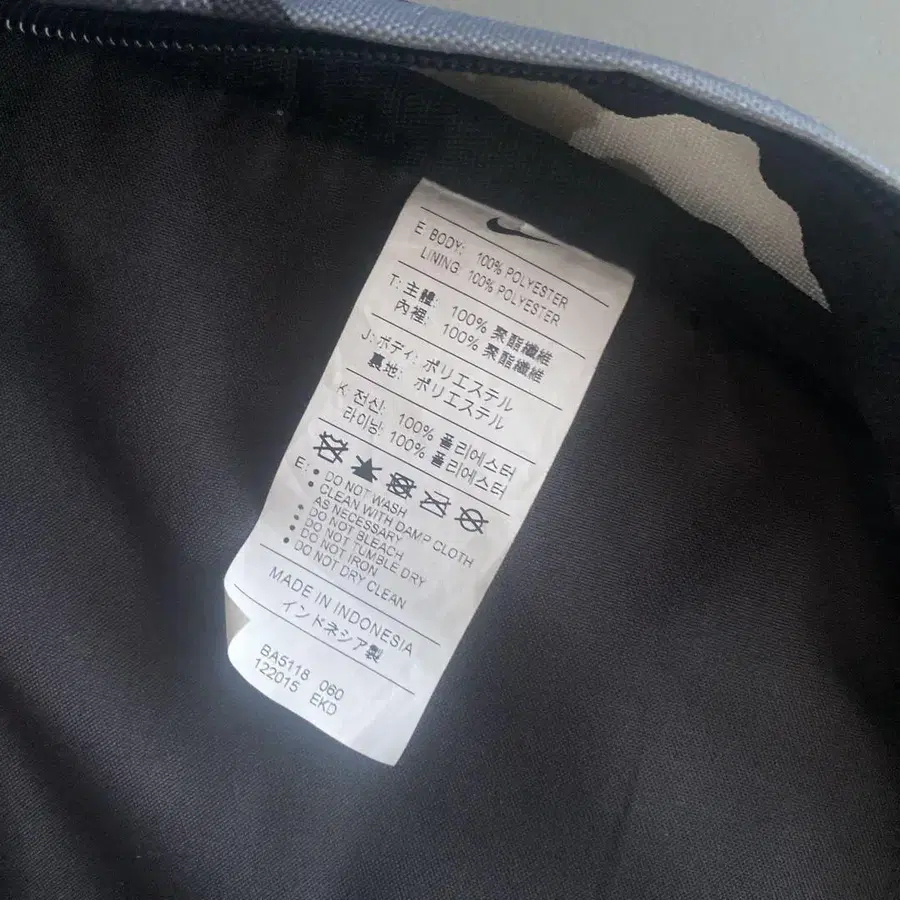 E: BODY: 100% POLYESTER
LINING: 100% POLYESTER
T: 主體: 100% 聚酯纖維
內裡: 100% 聚酯纖維
J: ボディ: ポリエステル
裏地: ポリエステル
K: 전신: 100% 폴리에스터
라이닝: 100% 폴리에스터
E: • DO NOT WASH
• CLEAN WITH DAMP CLOTH
AS NECESSARY
• DO NOT BLEACH
• DO NOT TUMBLE DRY
• DO NOT IRON
• DO NOT DRY CLEAN
MADE IN INDONESIA
インドネシア製
BA5118 060
122015 EKD